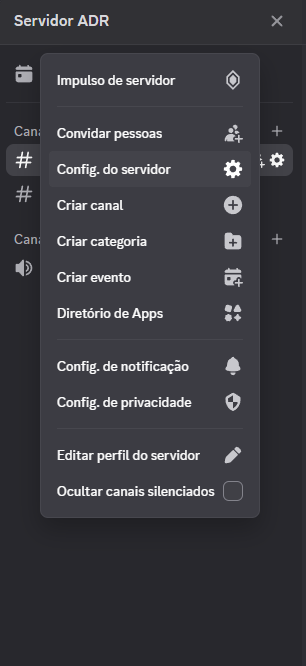 Servidor ADR
Impulso de servidor
Convidar pessoas
Config. do servidor
Criar canal
Criar categoria
Criar evento
Diretório de Apps
Config. de notificação
Config. de privacidade
Editar perfil do servidor
Ocultar canais silenciados